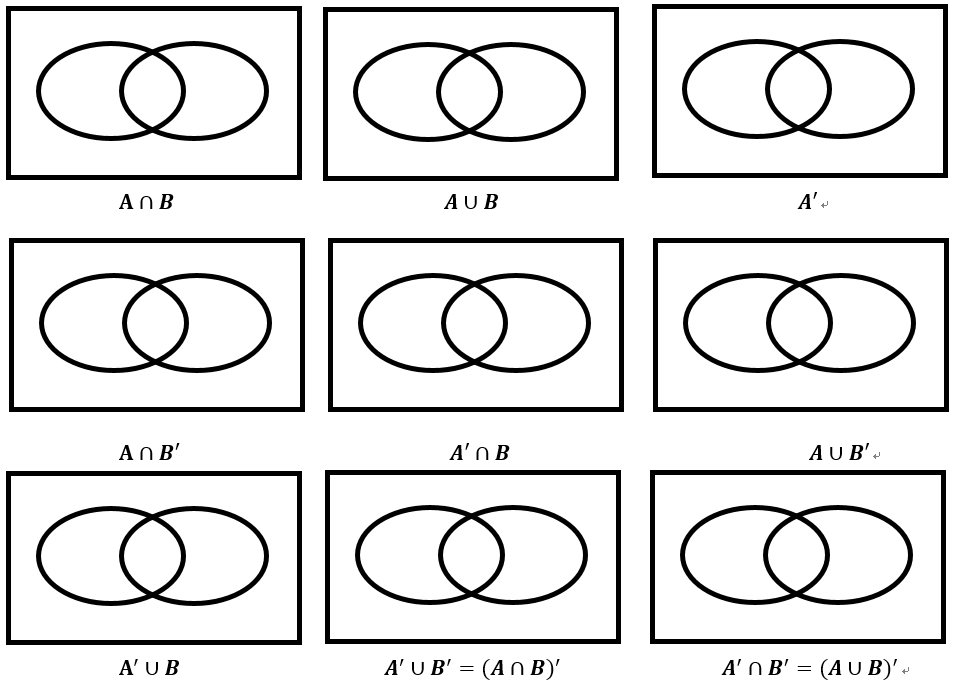 A ∩ B
A ∪ B
A′
A ∩ B′
A′ ∩ B
A ∪ B′
A′ ∪ B
A′ ∪ B′ = (A ∩ B)′
A′ ∩ B′ = (A ∪ B)′